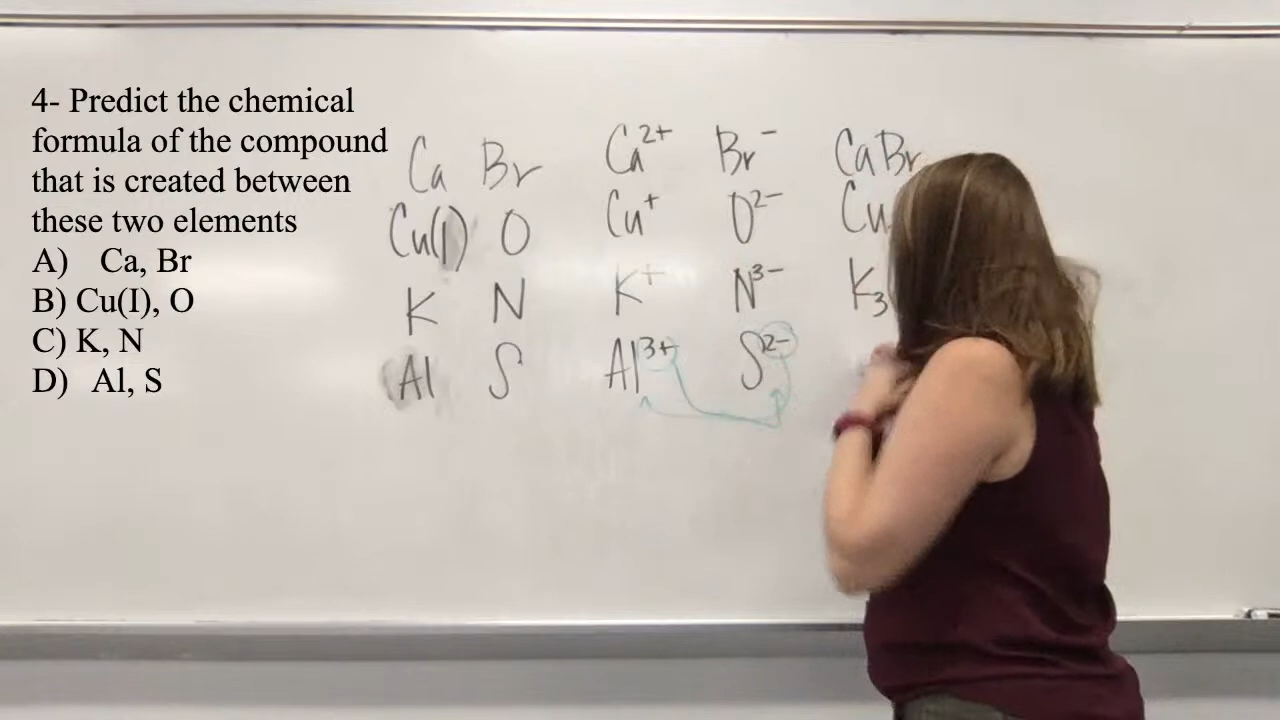 4- Predict the chemical
formula of the compound
that is created between
these two elements
A) Ca, Br
B) Cu(I), O
C) K, N
D) Al, S
Ca Br Ca²⁺ Br⁻ CaBr
Cu(I) O Cu⁺ O²⁻ Cu
K N K⁺ N³⁻ K₃
Al S Al³⁺ S²⁻